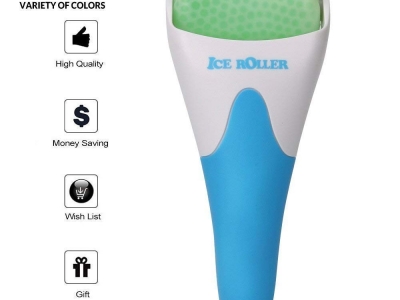 VARIETY OF COLORS
High Quality
ICE ROLLER
$
Money Saving
Wish List
Gift